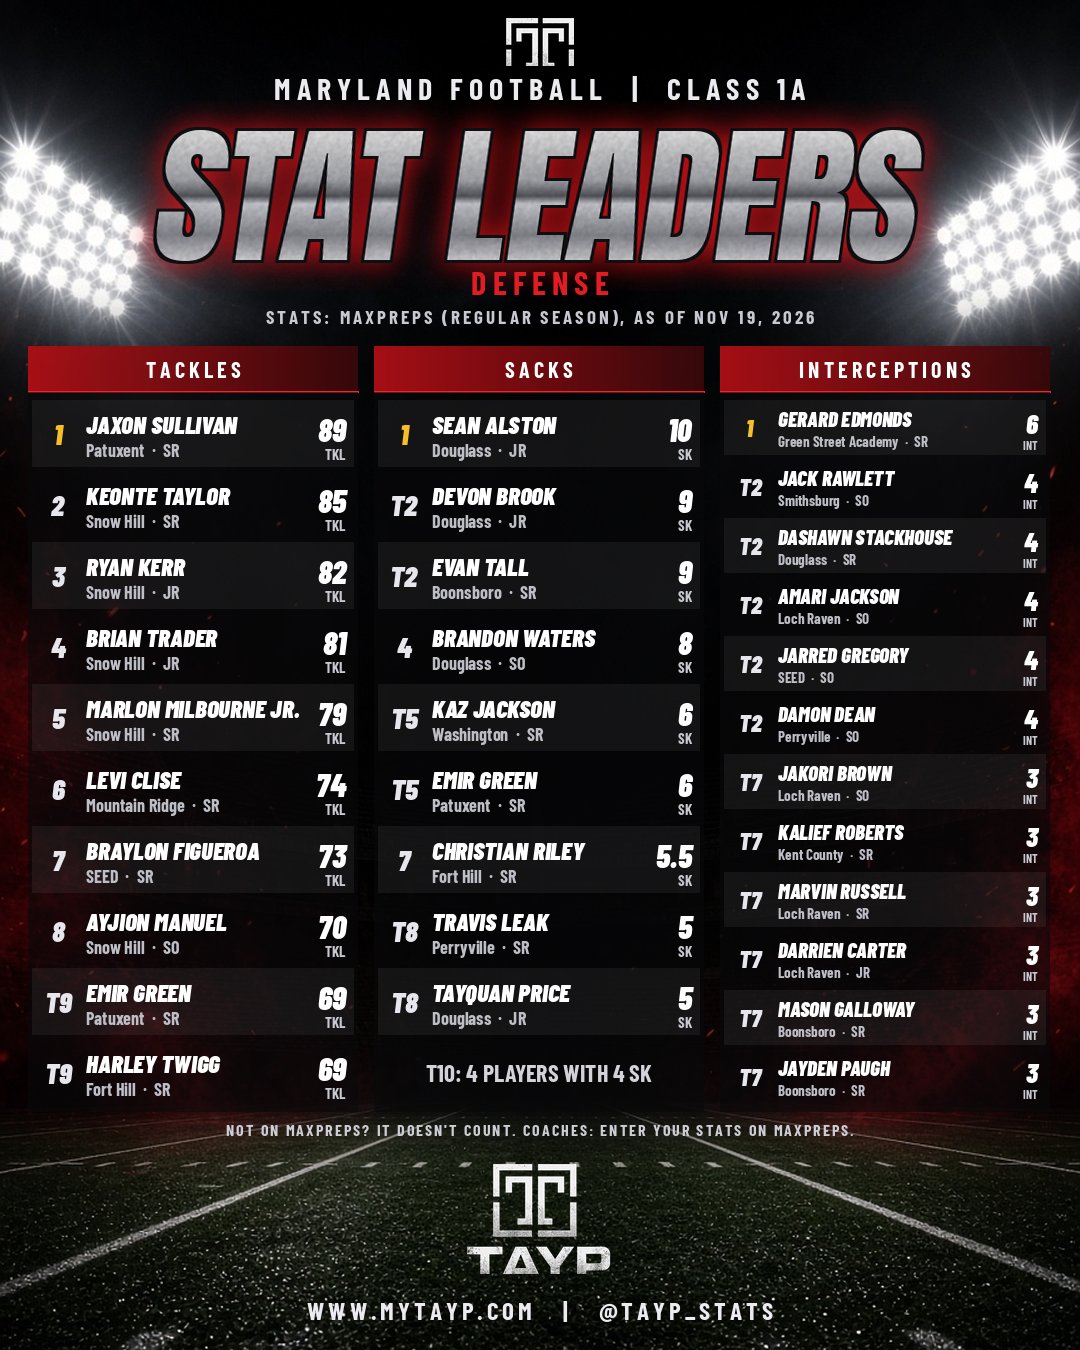 MARYLAND FOOTBALL | CLASS 1A
STAT LEADERS
DEFENSE
STATS: MAXPREPS (REGULAR SEASON), AS OF NOV 19, 2026
TACKLES
1 JAXON SULLIVAN 89
Patuxent · SR TKL
2 KEONTE TAYLOR 85
Snow Hill · SR TKL
3 RYAN KERR 82
Snow Hill · JR TKL
4 BRIAN TRADER 81
Snow Hill · JR TKL
5 MARLON MILBOURNE JR. 79
Snow Hill · SR TKL
6 LEVI CLISE 74
Mountain Ridge · SR TKL
7 BRAYLON FIGUEROA 73
SEED · SR TKL
8 AYJION MANUEL 70
Snow Hill · SO TKL
T9 EMIR GREEN 69
Patuxent · SR TKL
T9 HARLEY TWIGG 69
Fort Hill · SR TKL
SACKS
1 SEAN ALSTON 10
Douglass · JR SK
T2 DEVON BROOK 9
Douglass · JR SK
T2 EVAN TALL 9
Boonsboro · SR SK
4 BRANDON WATERS 8
Douglass · SO SK
T5 KAZ JACKSON 6
Washington · SR SK
T5 EMIR GREEN 6
Patuxent · SR SK
7 CHRISTIAN RILEY 5.5
Fort Hill · SR SK
T8 TRAVIS LEAK 5
Perryville · SR SK
T8 TAYQUAN PRICE 5
Douglass · JR SK
T10: 4 PLAYERS WITH 4 SK
INTERCEPTIONS
1 GERARD EDMONDS 6
Green Street Academy · SR INT
T2 JACK RAWLETT 4
Smithsburg · SO INT
T2 DASHAWN STACKHOUSE 4
Douglass · SR INT
T2 AMARI JACKSON 4
Loch Raven · SO INT
T2 JARRED GREGORY 4
SEED · SO INT
T2 DAMON DEAN 4
Perryville · SO INT
T7 JAKORI BROWN 3
Loch Raven · SO INT
T7 KALIEF ROBERTS 3
Kent County · SR INT
T7 MARVIN RUSSELL 3
Loch Raven · SR INT
T7 DARRIEN CARTER 3
Loch Raven · JR INT
T7 MASON GALLOWAY 3
Boonsboro · SR INT
T7 JAYDEN PAUGH 3
Boonsboro · SR INT
NOT ON MAXPREPS? IT DOESN'T COUNT. COACHES: ENTER YOUR STATS ON MAXPREPS.
TAYP
WWW.MYTAYP.COM | @TAYP_STATS